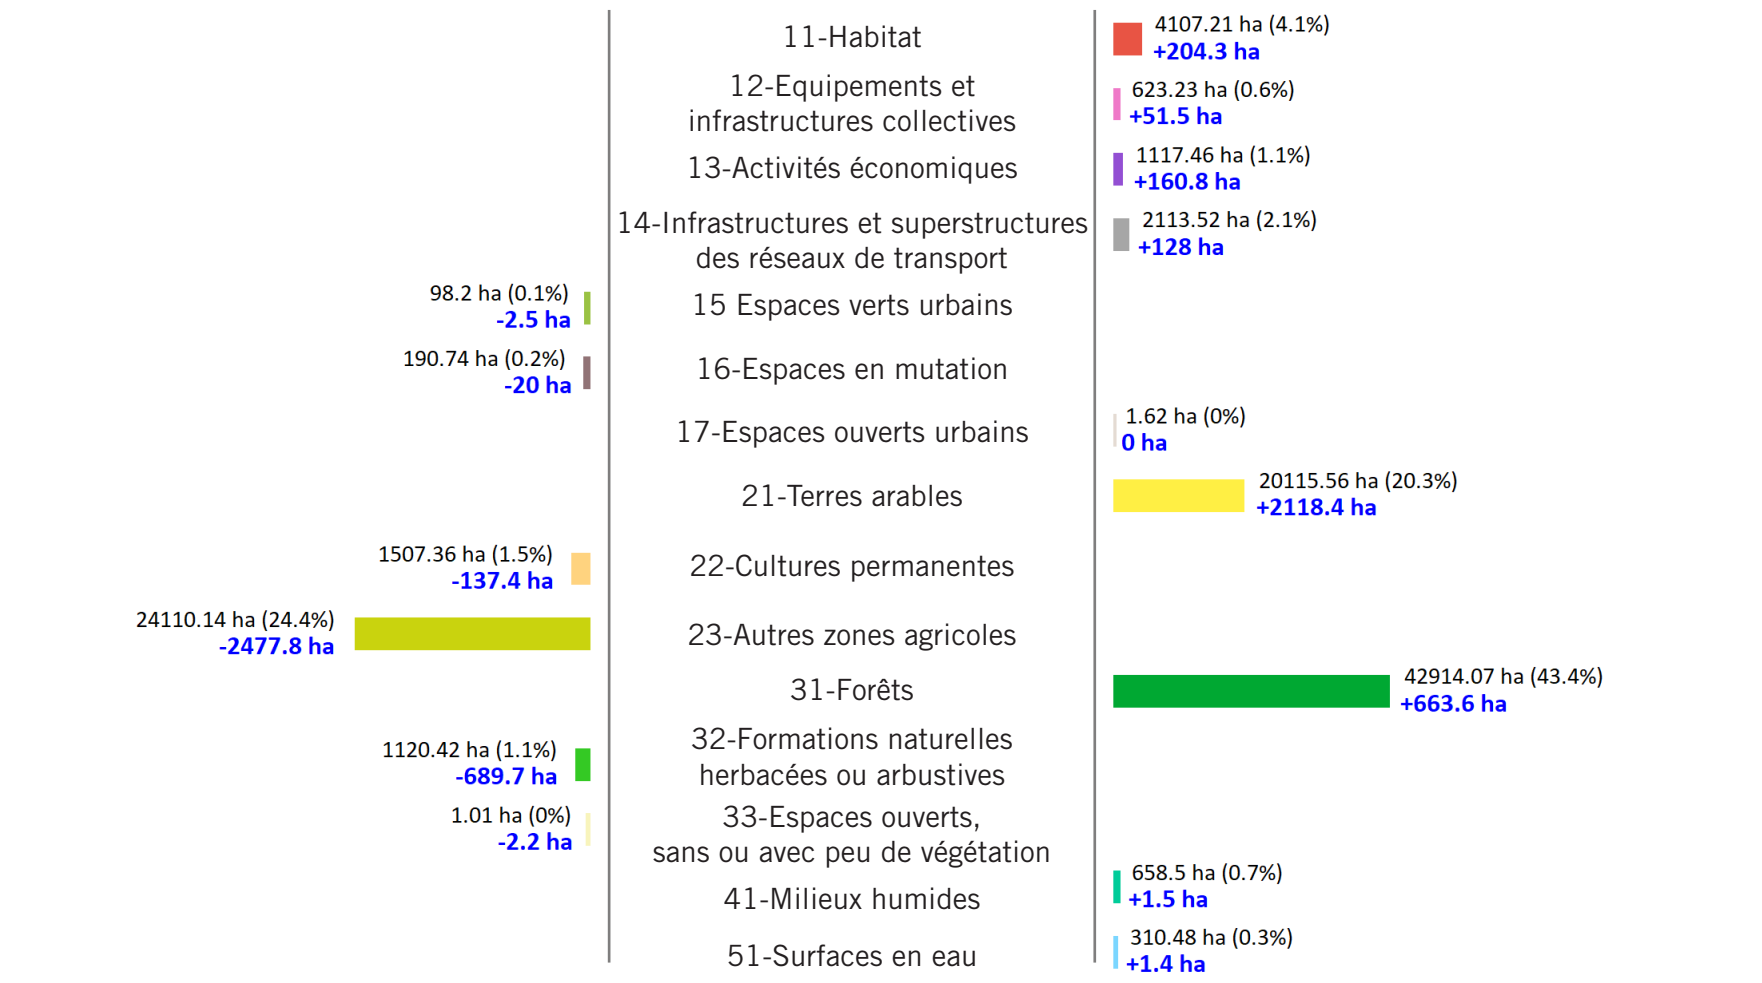 11-Habitat
4107.21 ha (4.1%)
+204.3 ha
12-Equipements et
infrastructures collectives
623.23 ha (0.6%)
+51.5 ha
13-Activités économiques
1117.46 ha (1.1%)
+160.8 ha
14-Infrastructures et superstructures
des réseaux de transport
2113.52 ha (2.1%)
+128 ha
98.2 ha (0.1%)
-2.5 ha
15 Espaces verts urbains
190.74 ha (0.2%)
-20 ha
16-Espaces en mutation
17-Espaces ouverts urbains
1.62 ha (0%)
0 ha
21-Terres arables
20115.56 ha (20.3%)
+2118.4 ha
1507.36 ha (1.5%)
-137.4 ha
22-Cultures permanentes
24110.14 ha (24.4%)
-2477.8 ha
23-Autres zones agricoles
31-Forêts
42914.07 ha (43.4%)
+663.6 ha
1120.42 ha (1.1%)
-689.7 ha
32-Formations naturelles
herbacées ou arbustives
1.01 ha (0%)
-2.2 ha
33-Espaces ouverts,
sans ou avec peu de végétation
41-Milieux humides
658.5 ha (0.7%)
+1.5 ha
51-Surfaces en eau
310.48 ha (0.3%)
+1.4 ha